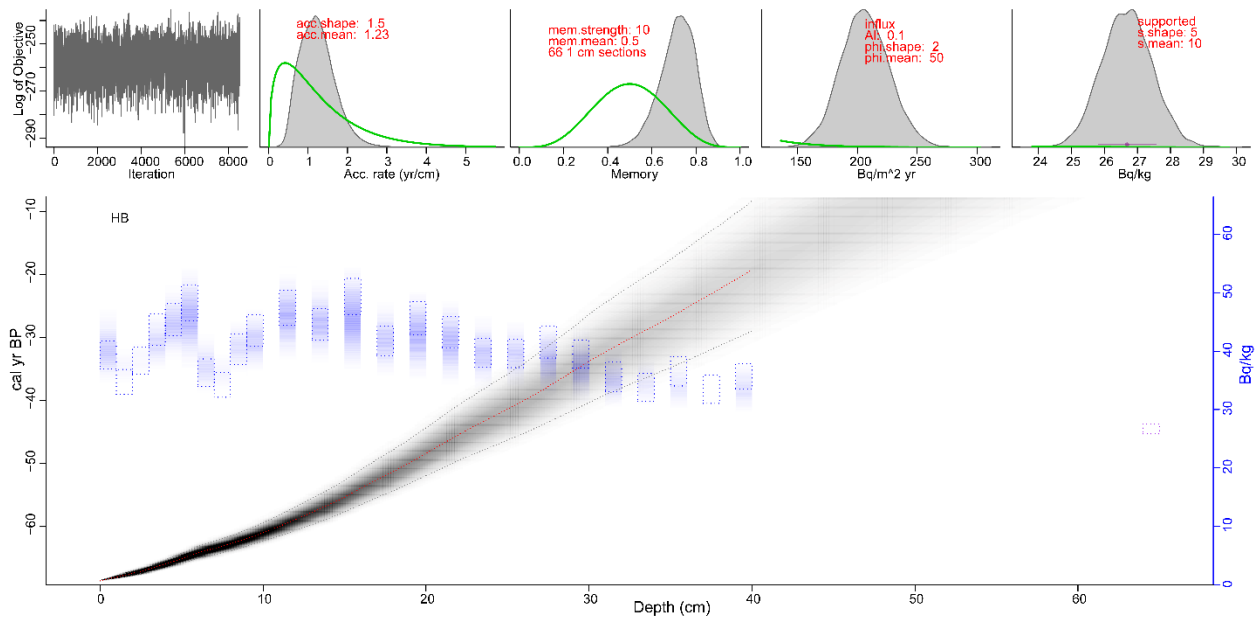 Log of Objective
-250
-270
-290
0 2000 4000 6000 8000
Iteration
acc.shape: 1.5
acc.mean: 1.23
0 1 2 3 4 5
Acc. rate (yr/cm)
mem.strength: 10
mem.mean: 0.5
66 1 cm sections
0.0 0.2 0.4 0.6 0.8 1.0
Memory
influx
Al: 0.1
phi.shape: 2
phi.mean: 50
150 200 250 300
Bq/m^2 yr
supported
s.shape: 5
s.mean: 10
24 25 26 27 28 29 30
Bq/kg
HB
cal yr BP
-10
-20
-30
-40
-50
-60
0 10 20 30 40 50 60
Depth (cm)
60
50
40
30
20
10
0
Bq/kg